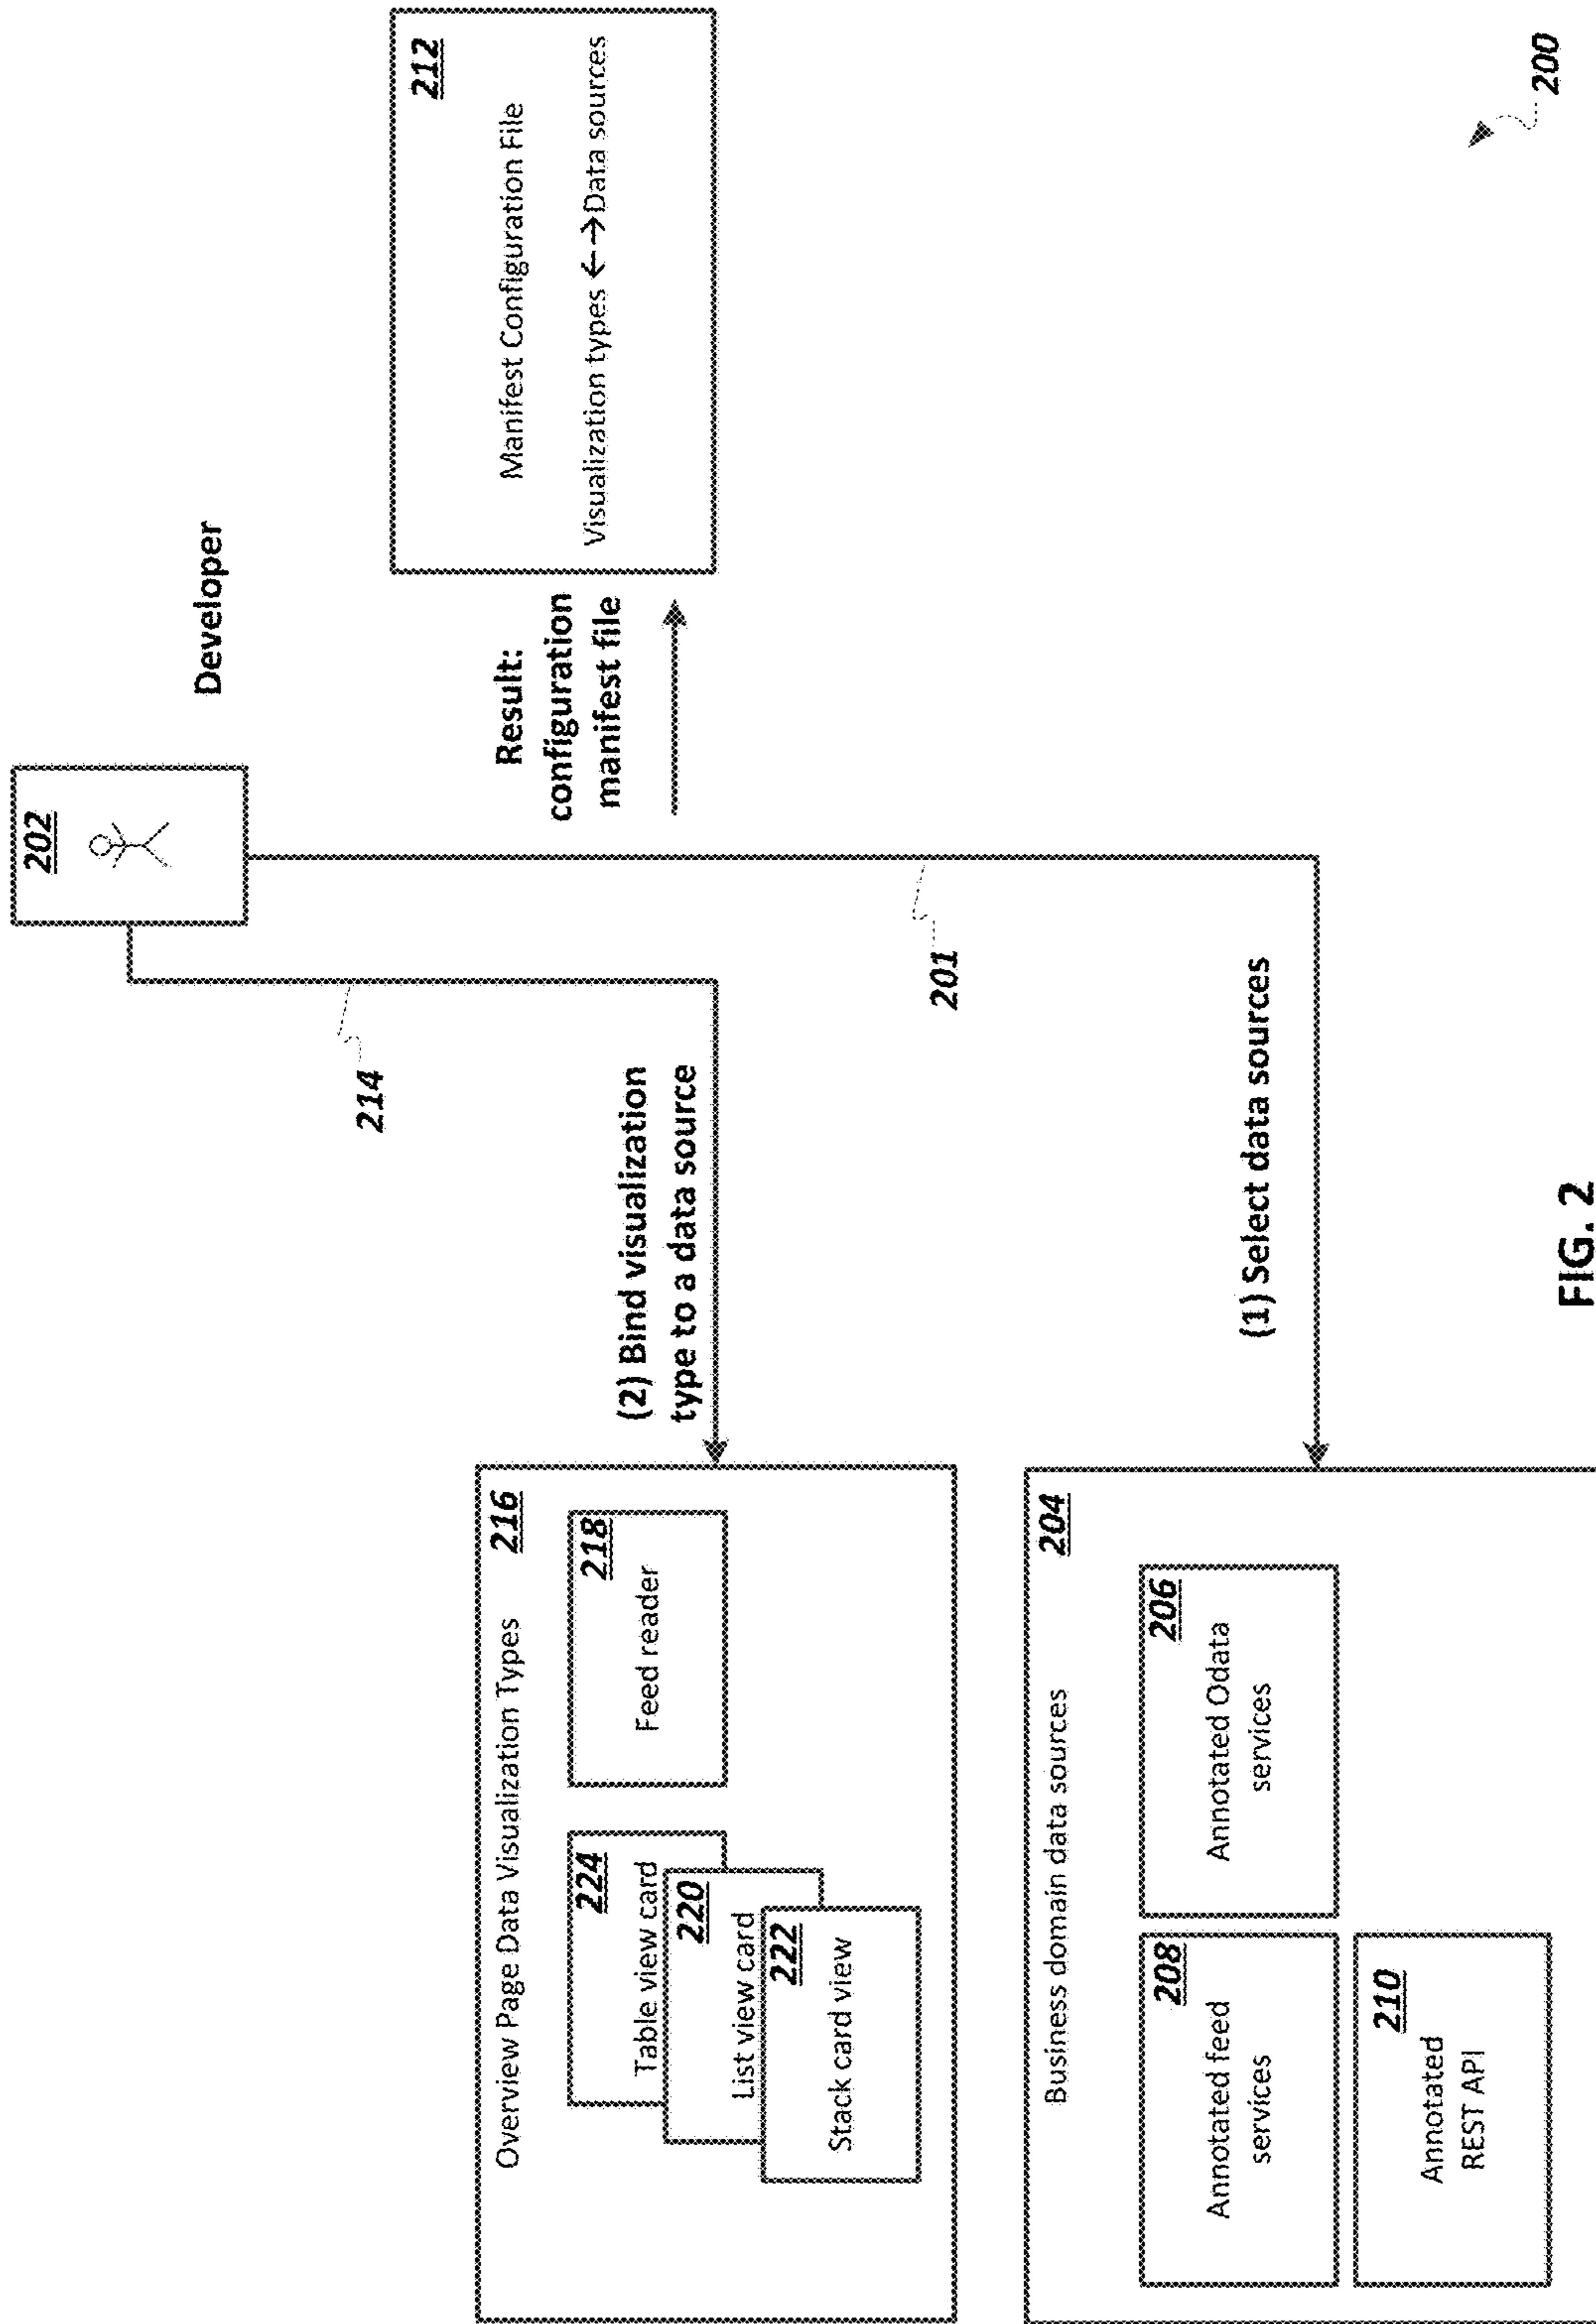 202
Developer
214
201
(2) Bind visualization
type to a data source
(1) Select data sources
Result:
configuration
manifest file
212
Manifest Configuration File
Visualization types ←→Data sources
Overview Page Data Visualization Types
216
224
Table view card
220
List view card
222
Stack card view
218
Feed reader
Business domain data sources
204
208
Annotated feed
services
206
Annotated Odata
services
210
Annotated
REST API
200
FIG. 2